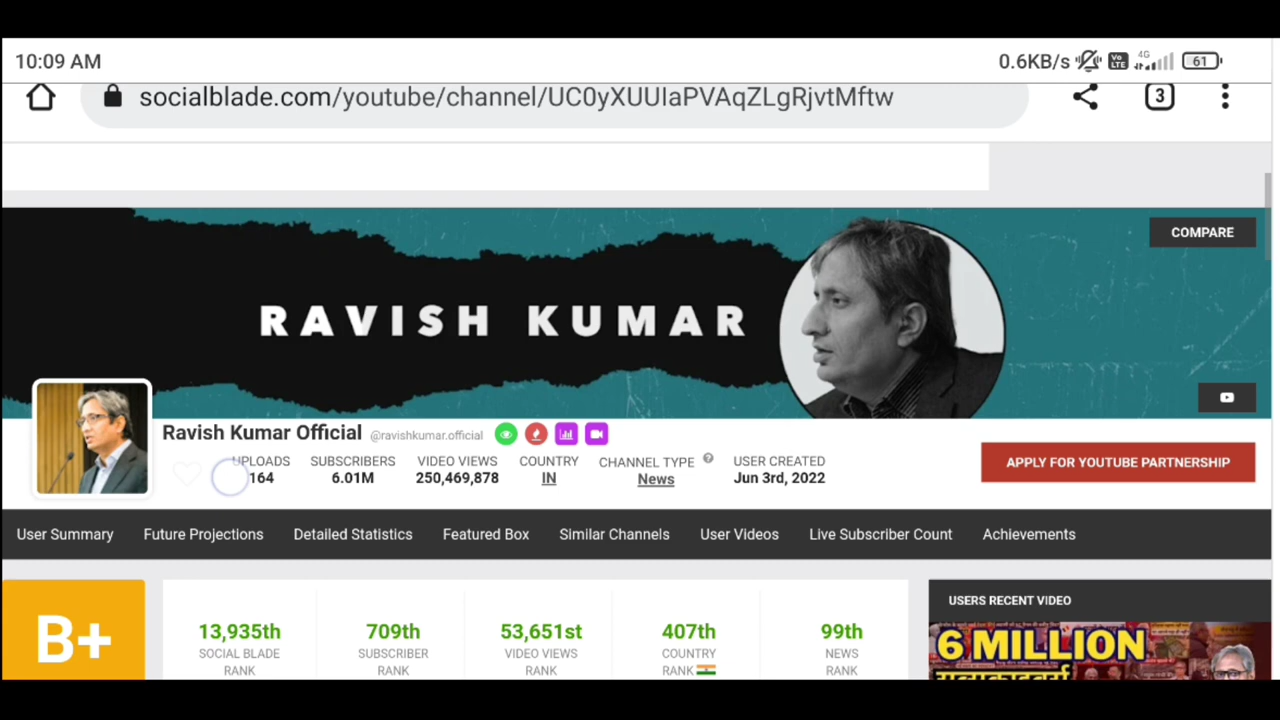 10:09 AM
0.6KB/s
Vo
LTE
4G
61
socialblade.com/youtube/channel/UC0yXUUIaPVAqZLgRjvtMftw
3
COMPARE
RAVISH KUMAR
Ravish Kumar Official @ravishkumar.official
UPLOADS SUBSCRIBERS VIDEO VIEWS COUNTRY CHANNEL TYPE ? USER CREATED
164 6.01M 250,469,878 IN News Jun 3rd, 2022
APPLY FOR YOUTUBE PARTNERSHIP
User Summary Future Projections Detailed Statistics Featured Box Similar Channels User Videos Live Subscriber Count Achievements
B+
13,935th 709th 53,651st 407th 99th
SOCIAL BLADE SUBSCRIBER VIDEO VIEWS COUNTRY NEWS
RANK RANK RANK RANK RANK
USERS RECENT VIDEO
6 MILLION